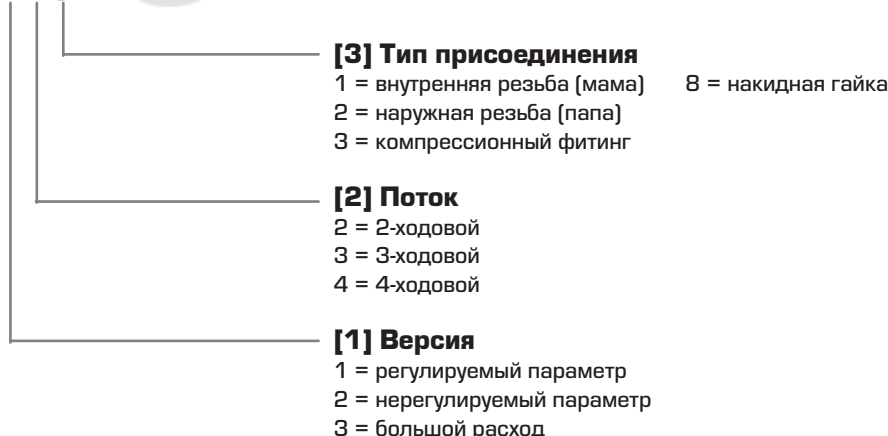 [3] Тип присоединения
1 = внутренняя резьба (мама) 8 = накидная гайка
2 = наружная резьба (папа)
3 = компрессионный фитинг
[2] Поток
2 = 2-ходовой
3 = 3-ходовой
4 = 4-ходовой
[1] Версия
1 = регулируемый параметр
2 = нерегулируемый параметр
3 = большой расход